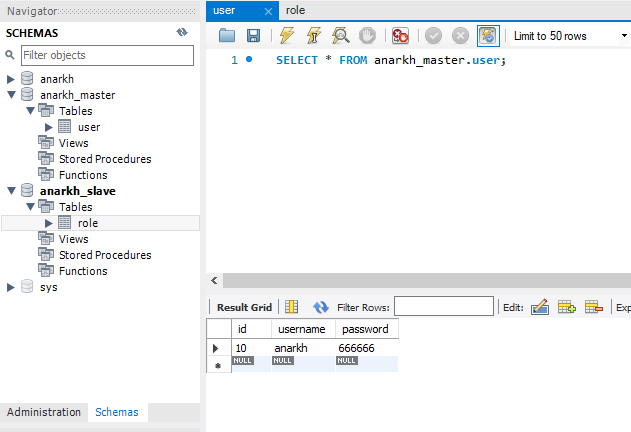 Navigator
SCHEMAS
Filter objects
anarkh
anarkh_master
Tables
user
Views
Stored Procedures
Functions
anarkh_slave
Tables
role
Views
Stored Procedures
Functions
sys
Administration Schemas
user role
Limit to 50 rows
1 SELECT * FROM anarkh_master.user;
Result Grid Filter Rows: Edit: Exp
id username password
10 anarkh 666666
NULL NULL NULL